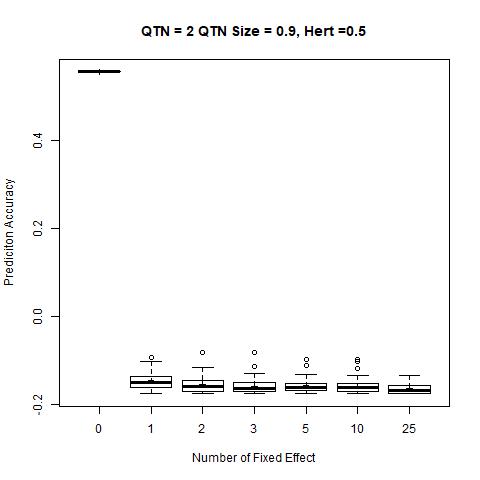 QTN = 2 QTN Size = 0.9, Hert =0.5
Prediciton Accuracy
0.4
0.2
0.0
-0.2
0 1 2 3 5 10 25
Number of Fixed Effect